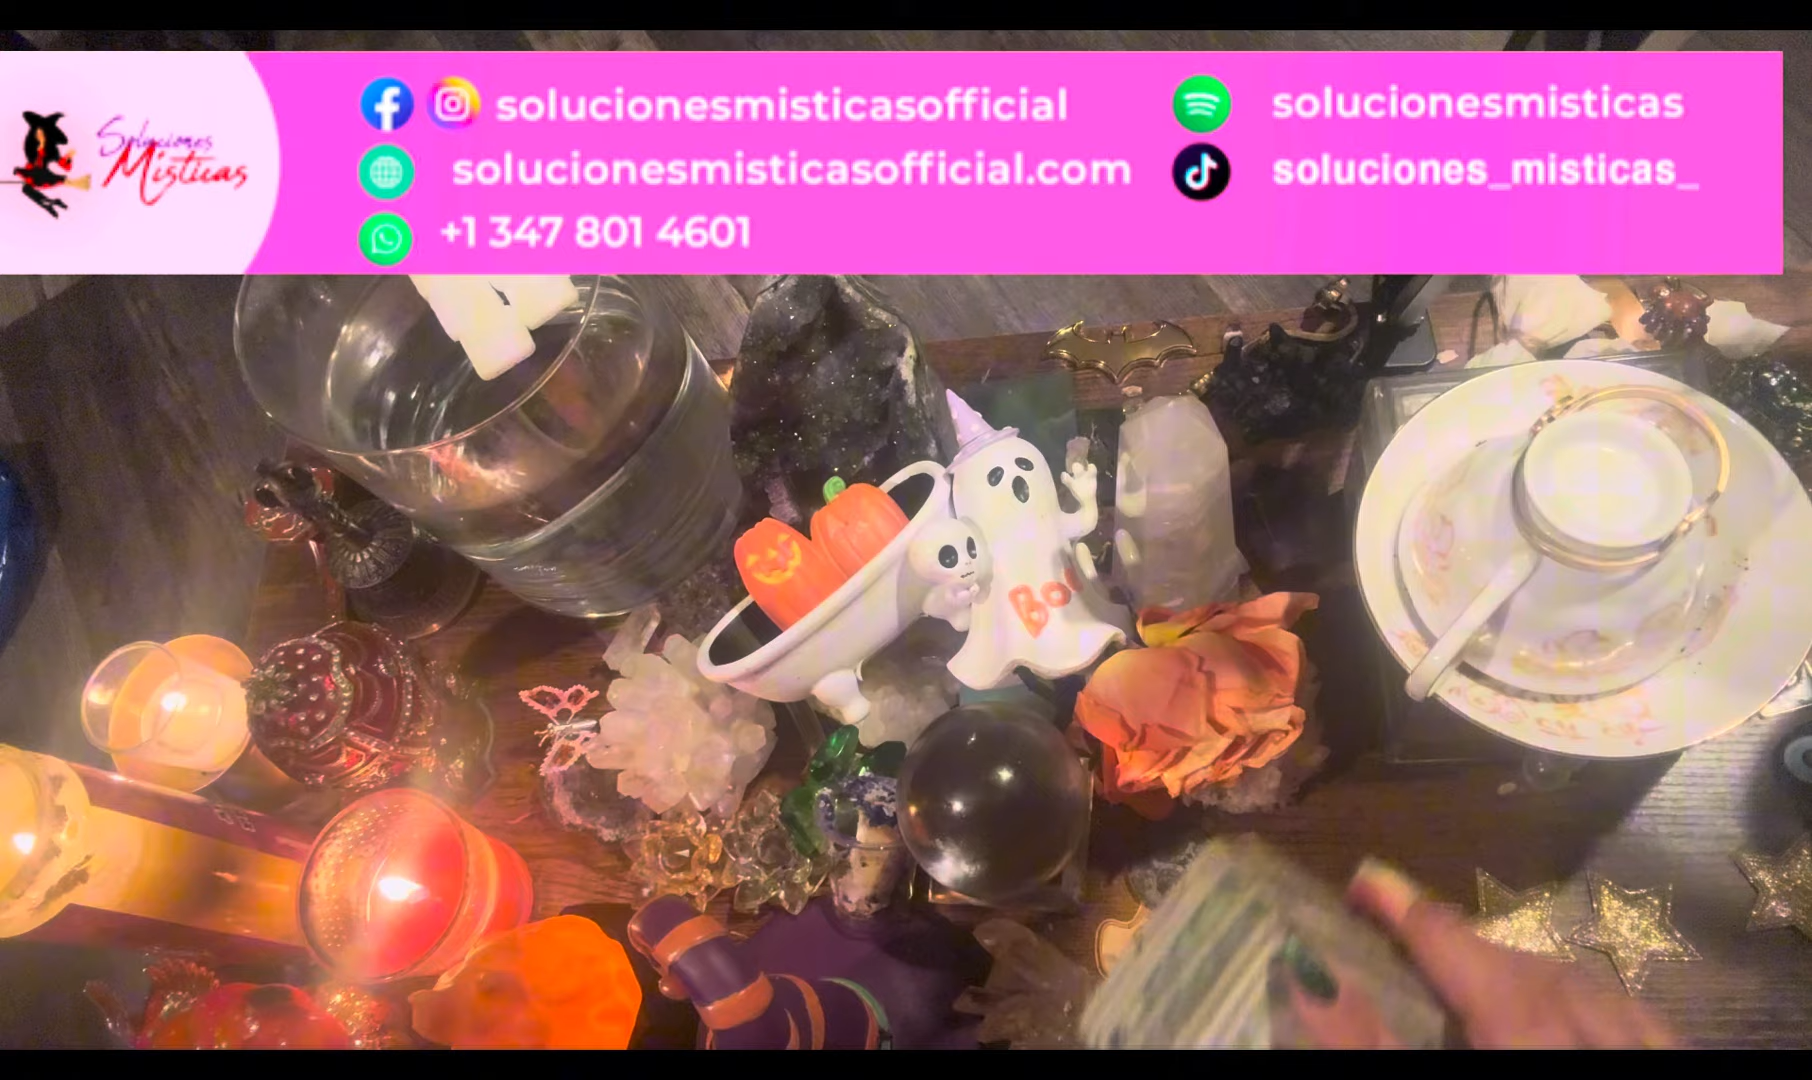 Soluciones
Misticas
solucionesmisticasofficial
solucionesmisticasofficial.com
+1 347 801 4601
solucionesmisticas
soluciones_misticas_
Boo